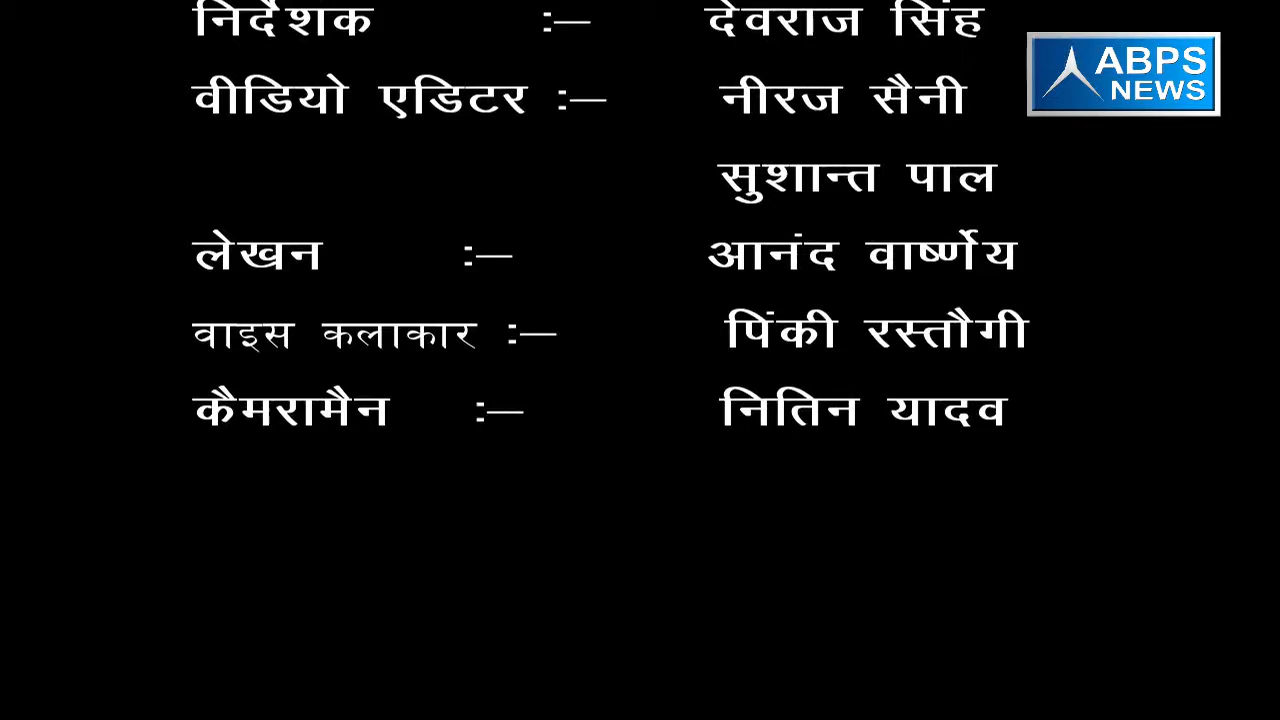 निर्देशक :– देवराज सिंह
ABPS
NEWS
वीडियो एडिटर :– नीरज सैनी
सुशान्त पाल
लेखन :– आनंद वार्ष्णेय
वाइस कलाकार :– पिंकी रस्तौगी
कैमरामैन :– नितिन यादव